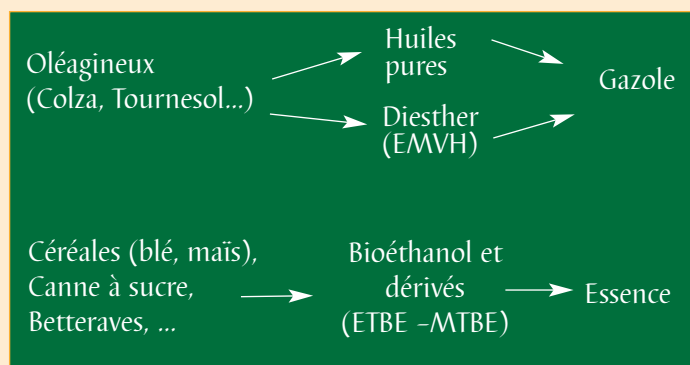 Oléagineux
(Colza, Tournesol...)
Huiles
pures
Diesther
(EMVH)
Gazole
Céréales (blé, maïs),
Canne à sucre,
Betteraves, ...
Bioéthanol et
dérivés
(ETBE –MTBE)
Essence